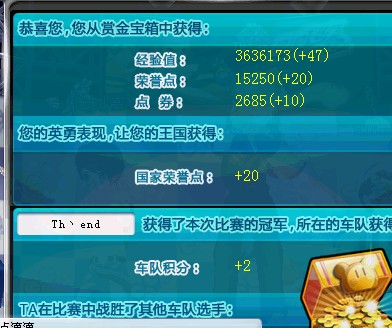 恭喜您,您从赏金宝箱中获得:
经验值: 3636173(+47)
荣誉点: 15250(+20)
点 券: 2685(+10)
您的英勇表现,让您的王国获得:
国家荣誉点: +20
Th丶end 获得了本次比赛的冠军,所在的车队获得
车队积分: +2
TA在比赛中战胜了其他车队选手:
点滴滴